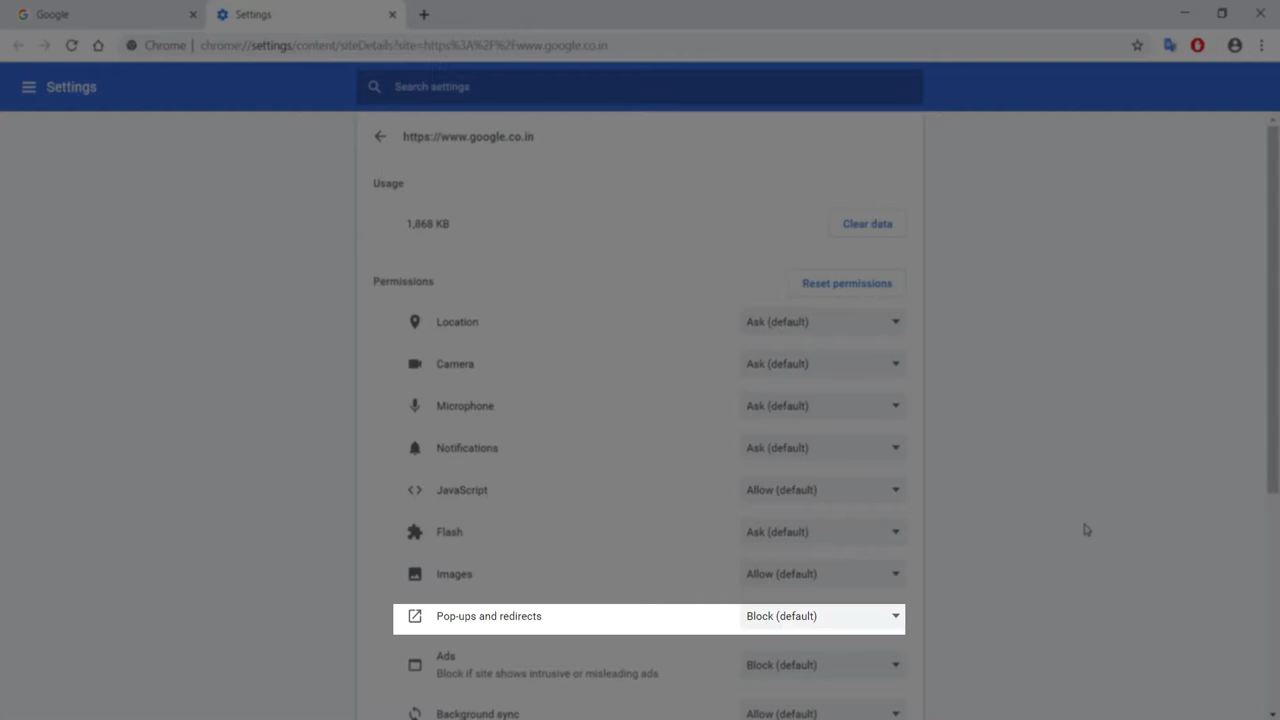 Google
Settings
Chrome | chrome://settings/content/siteDetails?site=https%3A%2F%2Fwww.google.co.in
Settings
Search settings
https://www.google.co.in
Usage
1,868 KB
Clear data
Permissions
Reset permissions
Location
Ask (default)
Camera
Ask (default)
Microphone
Ask (default)
Notifications
Ask (default)
JavaScript
Allow (default)
Flash
Ask (default)
Images
Allow (default)
Pop-ups and redirects
Block (default)
Ads
Block if site shows intrusive or misleading ads
Block (default)
Background sync
Allow (default)